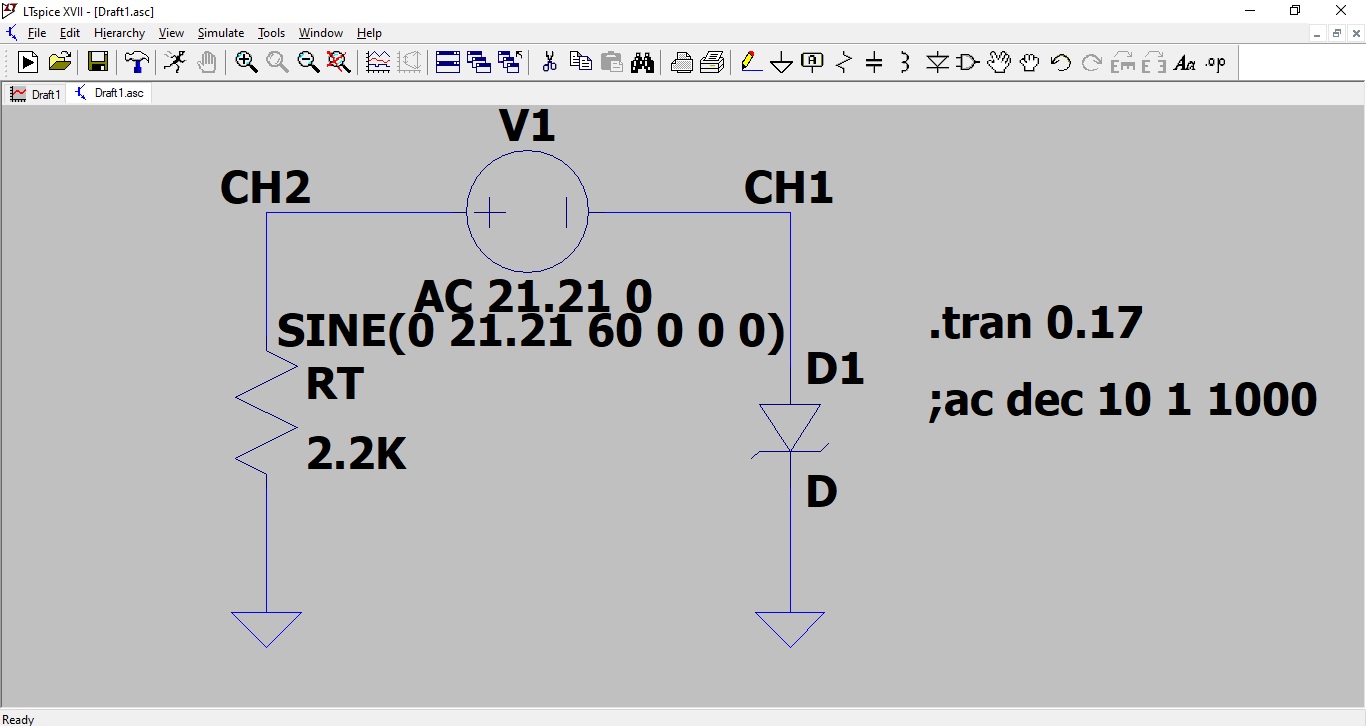 LTspice XVII - [Draft1.asc]
File Edit Hierarchy View Simulate Tools Window Help
A Aa .op
Draft1 Draft1.asc
V1
CH2 CH1
AC 21.21 0
SINE(0 21.21 60 0 0 0)
.tran 0.17
D1
RT
;ac dec 10 1 1000
2.2K
D
Ready